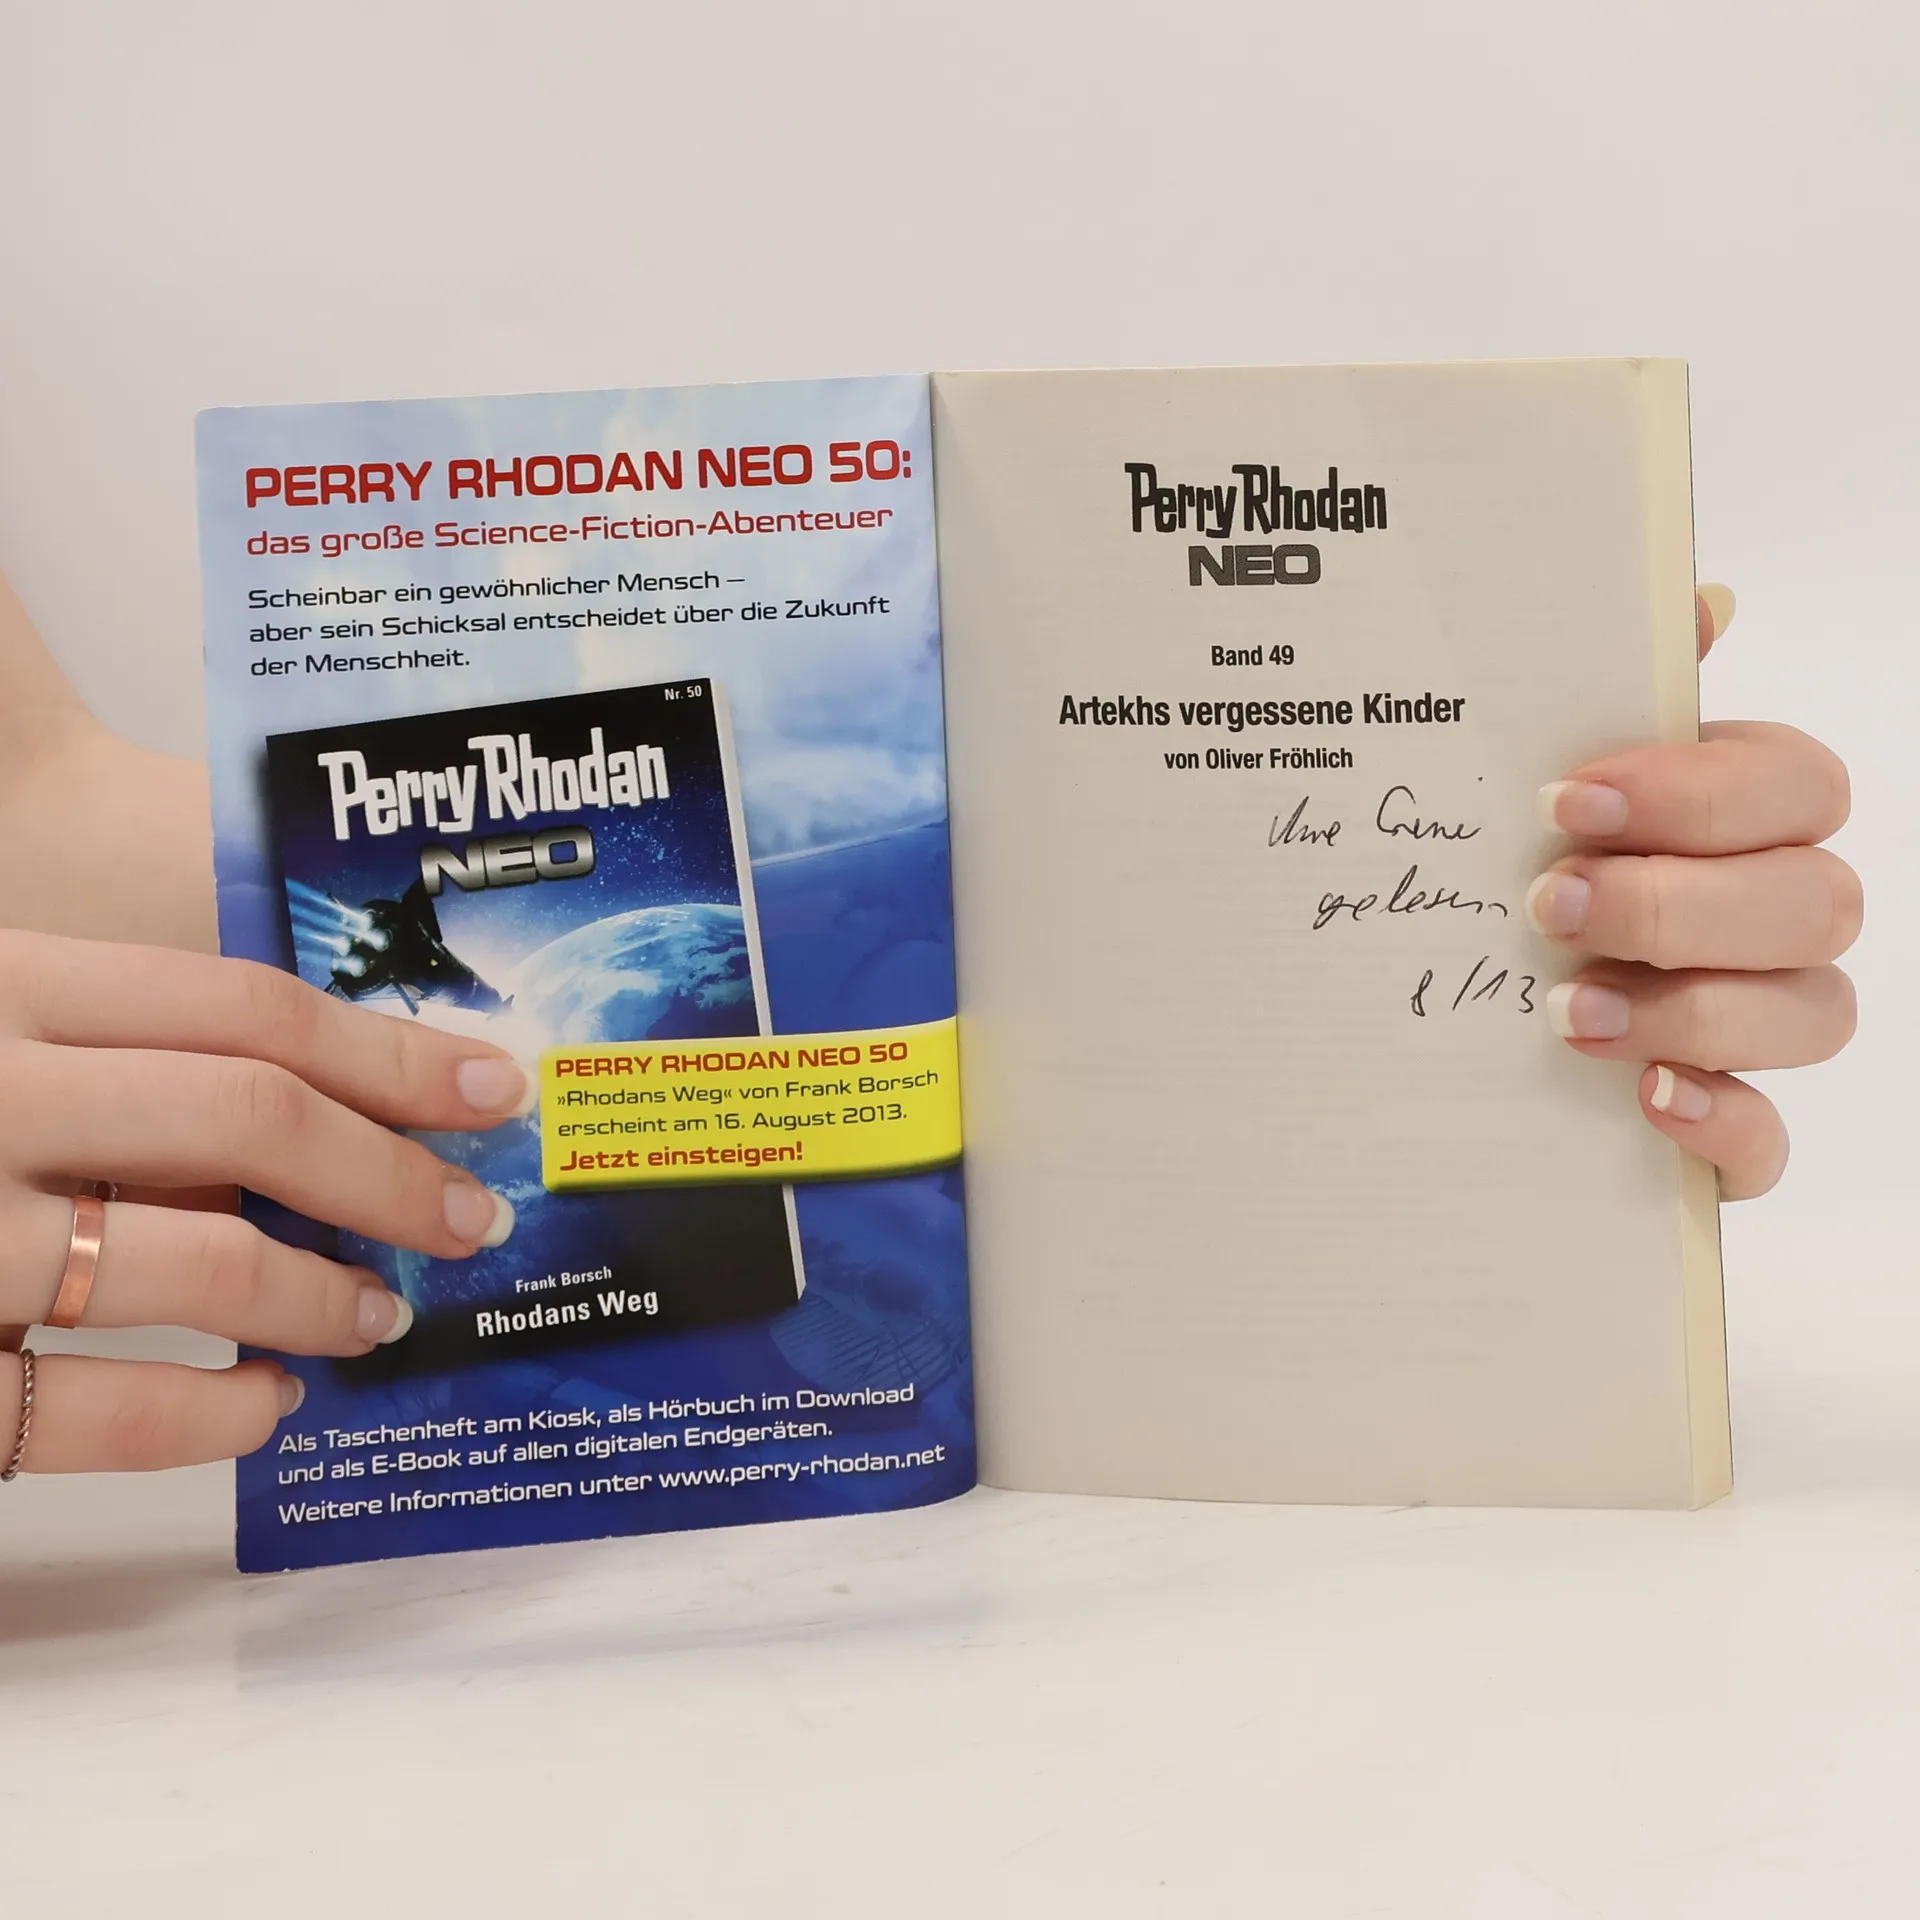 PERRY RHODAN NEO 50:
das große Science-Fiction-Abenteuer
Scheinbar ein gewöhnlicher Mensch –
aber sein Schicksal entscheidet über die Zukunft
der Menschheit.
Nr. 50
Perry Rhodan
NEO
PERRY RHODAN NEO 50
»Rhodans Weg« von Frank Borsch
erscheint am 16. August 2013.
Jetzt einsteigen!
Frank Borsch
Rhodans Weg
Als Taschenheft am Kiosk, als Hörbuch im Download
und als E-Book auf allen digitalen Endgeräten.
Weitere Informationen unter www.perry-rhodan.net
Perry Rhodan
NEO
Band 49
Artekhs vergessene Kinder
von Oliver Fröhlich
gelesen
8/13